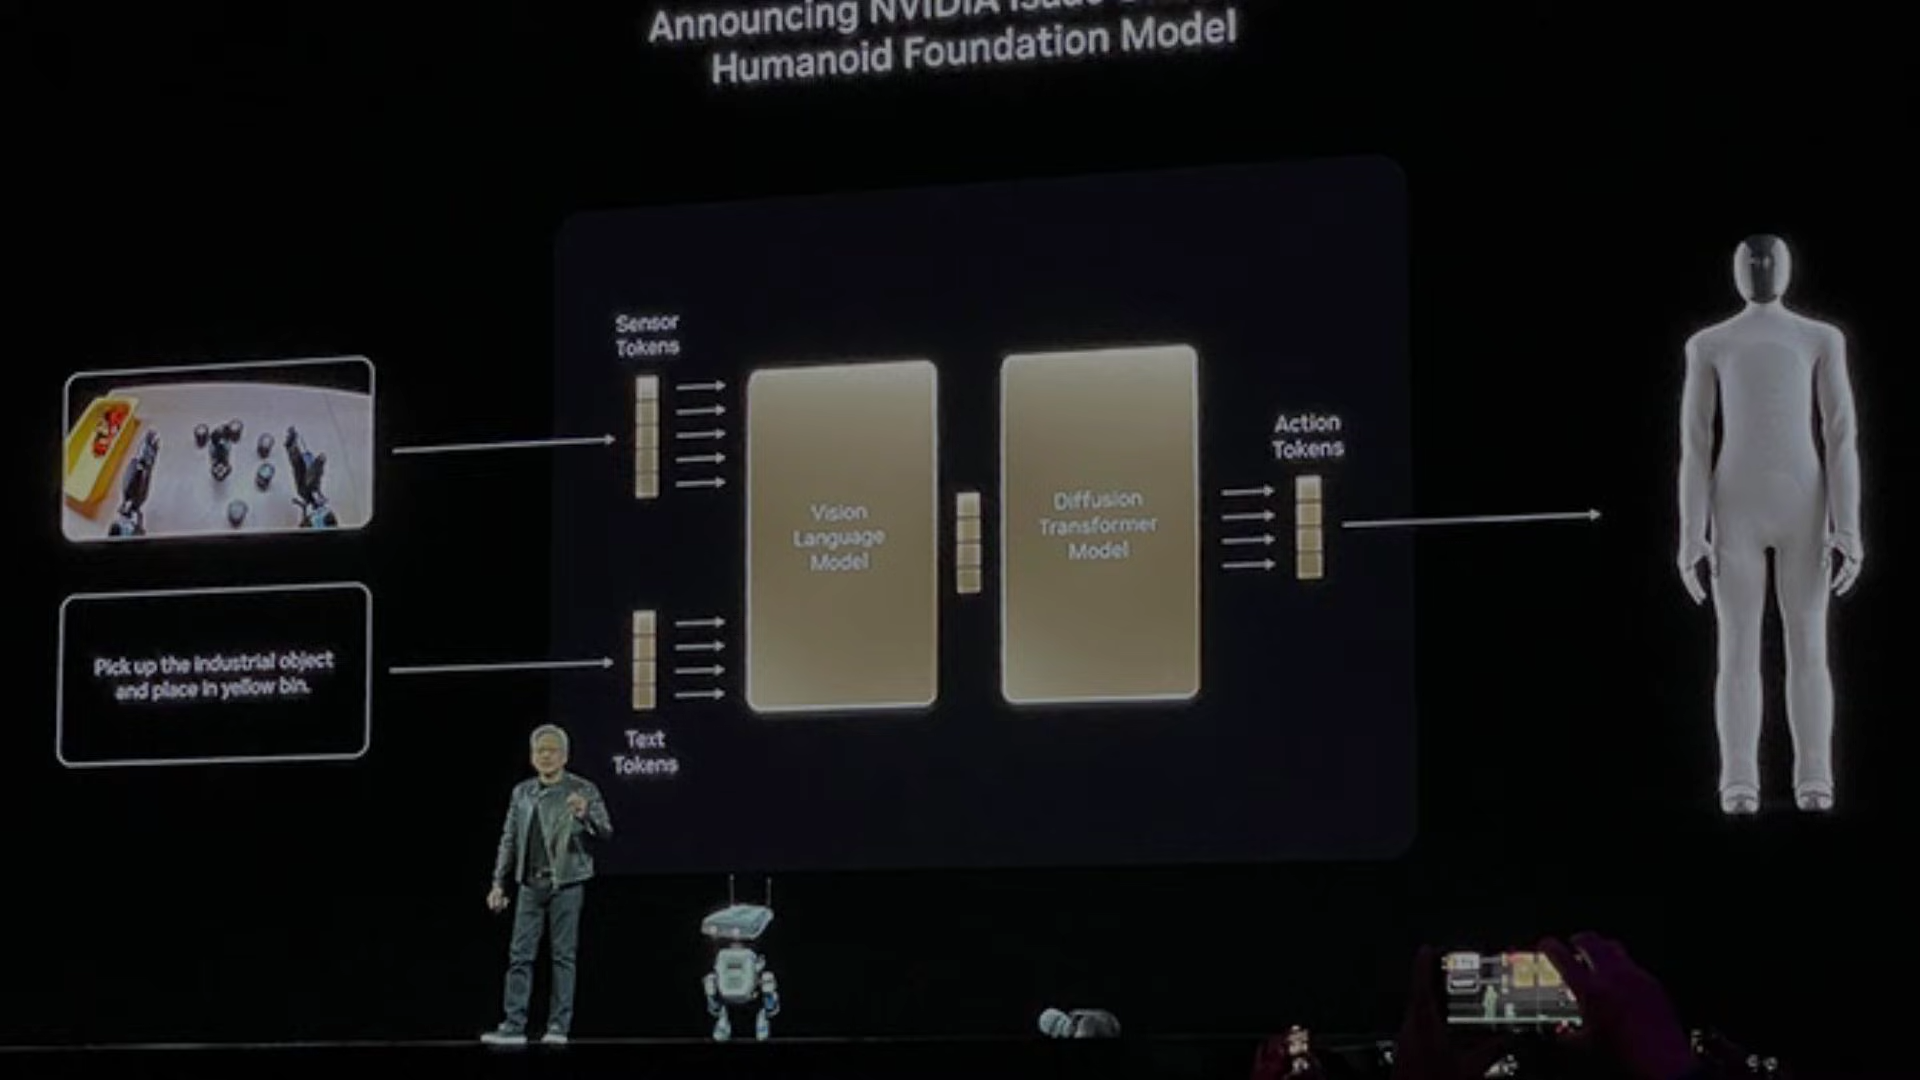 Announcing NVIDIA Isaac
Humanoid Foundation Model
Sensor
Tokens
Vision
Language
Model
Diffusion
Transformer
Model
Action
Tokens
Pick up the industrial object
and place in yellow bin.
Text
Tokens